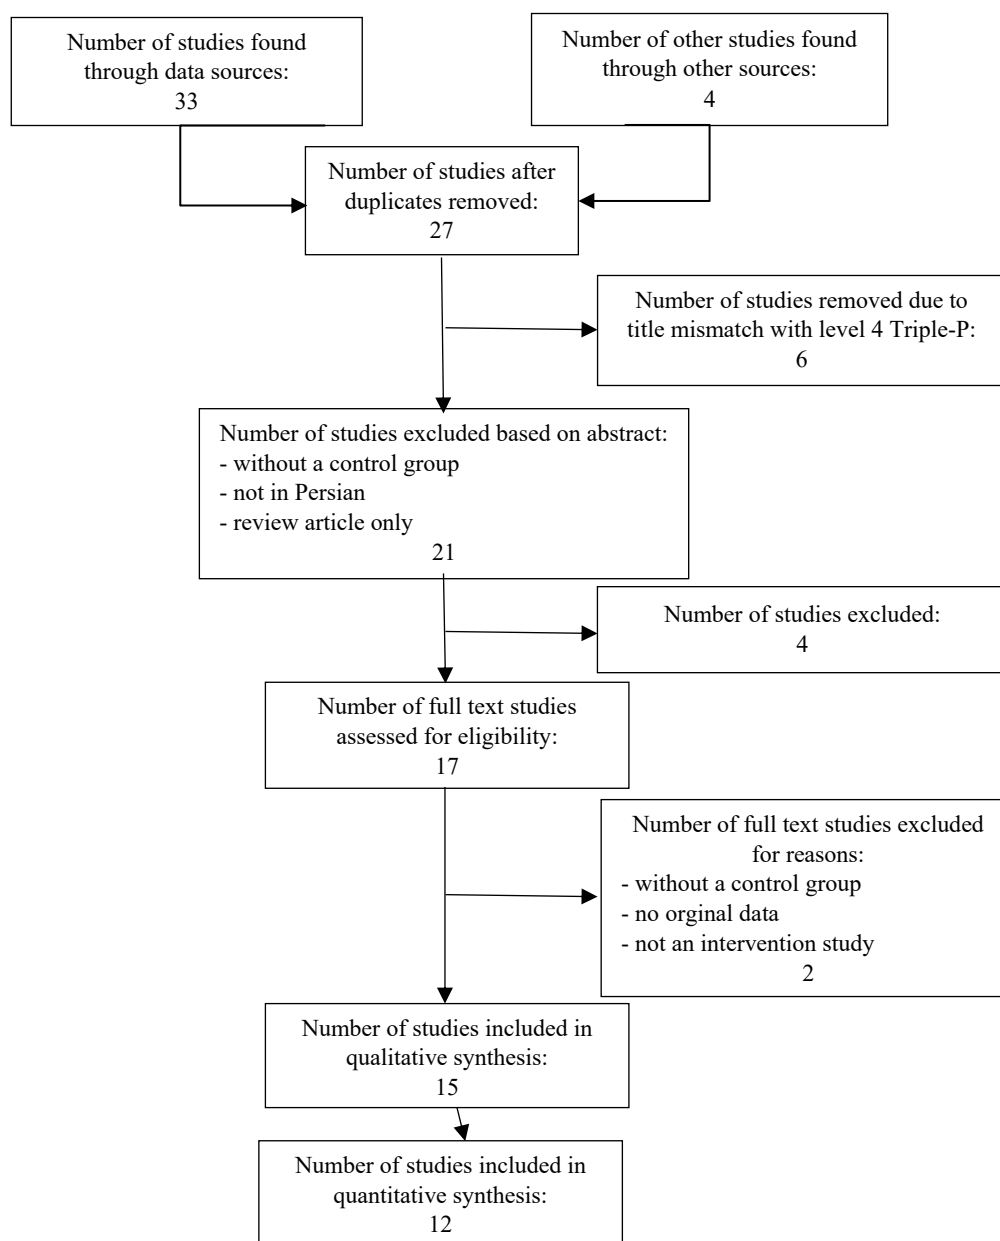 Number of studies found
through data sources:
33
Number of other studies found
through other sources:
4
Number of studies after
duplicates removed:
27
Number of studies removed due to
title mismatch with level 4 Triple-P:
6
Number of studies excluded based on abstract:
- without a control group
- not in Persian
- review article only
21
Number of studies excluded:
4
Number of full text studies
assessed for eligibility:
17
Number of full text studies excluded
for reasons:
- without a control group
- no orginal data
- not an intervention study
2
Number of studies included in
qualitative synthesis:
15
Number of studies included in
quantitative synthesis:
12